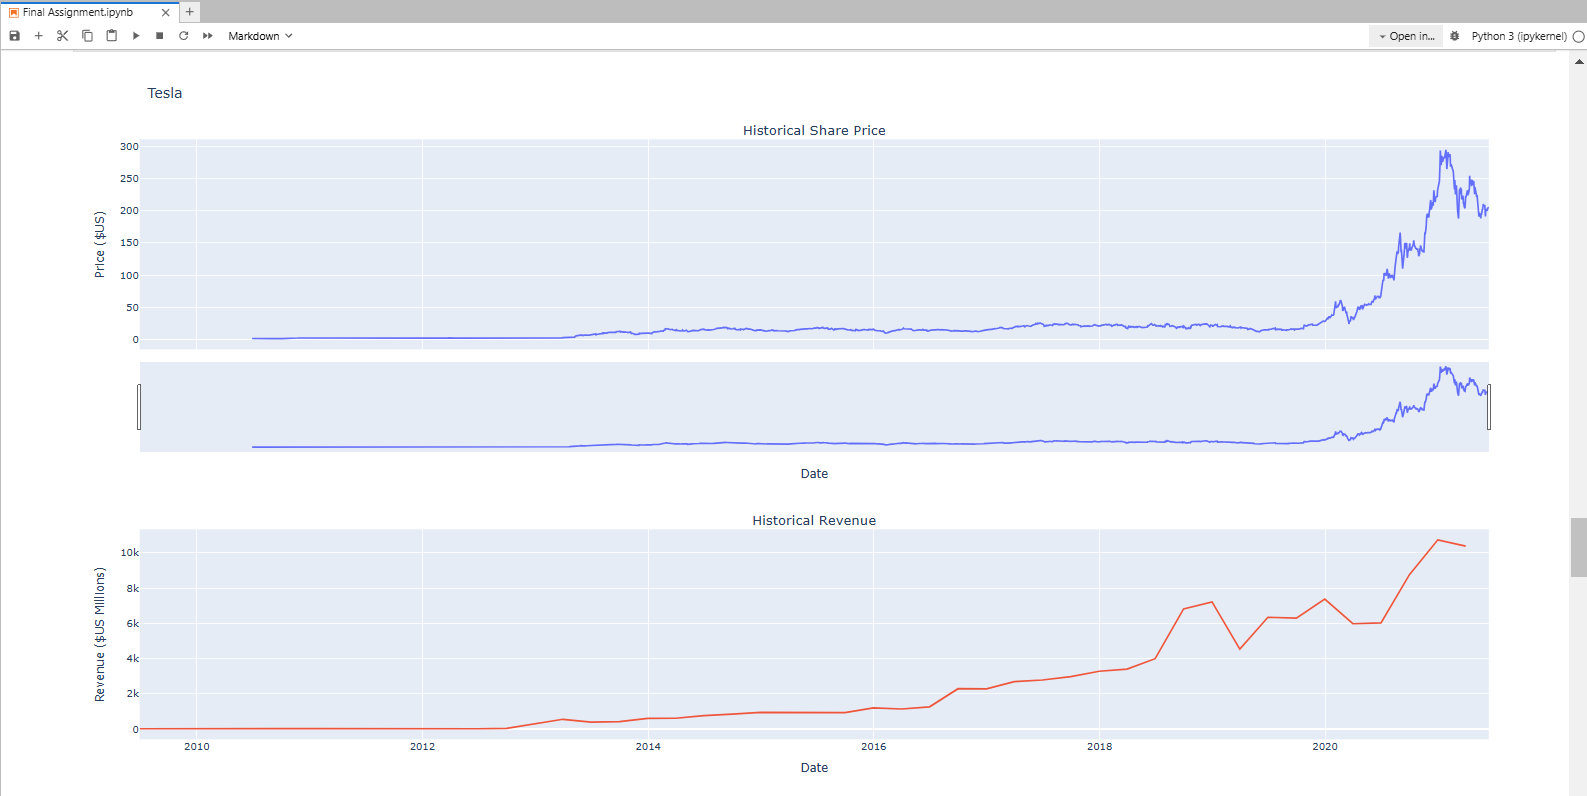 Final Assignment.ipynb
Markdown
Open in...
Python 3 (ipykernel)
Tesla
Historical Share Price
300
250
200
150
100
50
0
Price ($US)
Date
Historical Revenue
10k
8k
6k
4k
2k
0
Revenue ($US Millions)
2010 2012 2014 2016 2018 2020
Date